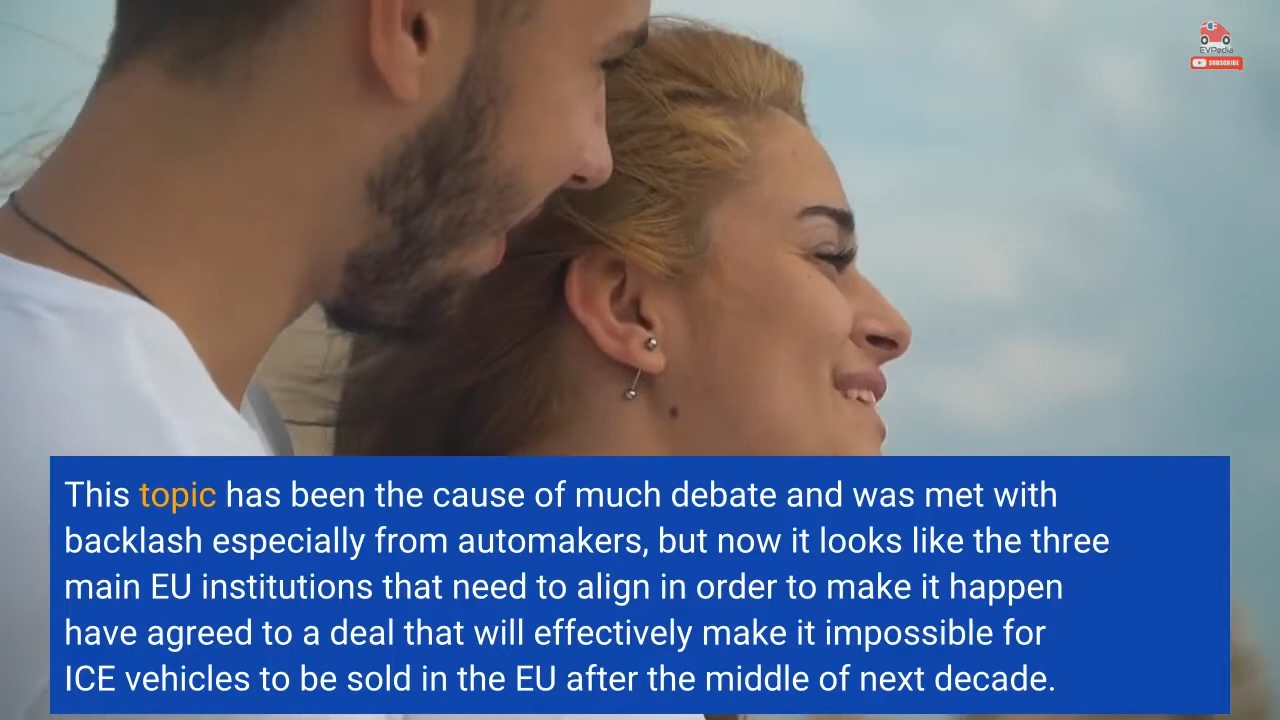 EVPedia
SUBSCRIBE
This topic has been the cause of much debate and was met with
backlash especially from automakers, but now it looks like the three
main EU institutions that need to align in order to make it happen
have agreed to a deal that will effectively make it impossible for
ICE vehicles to be sold in the EU after the middle of next decade.